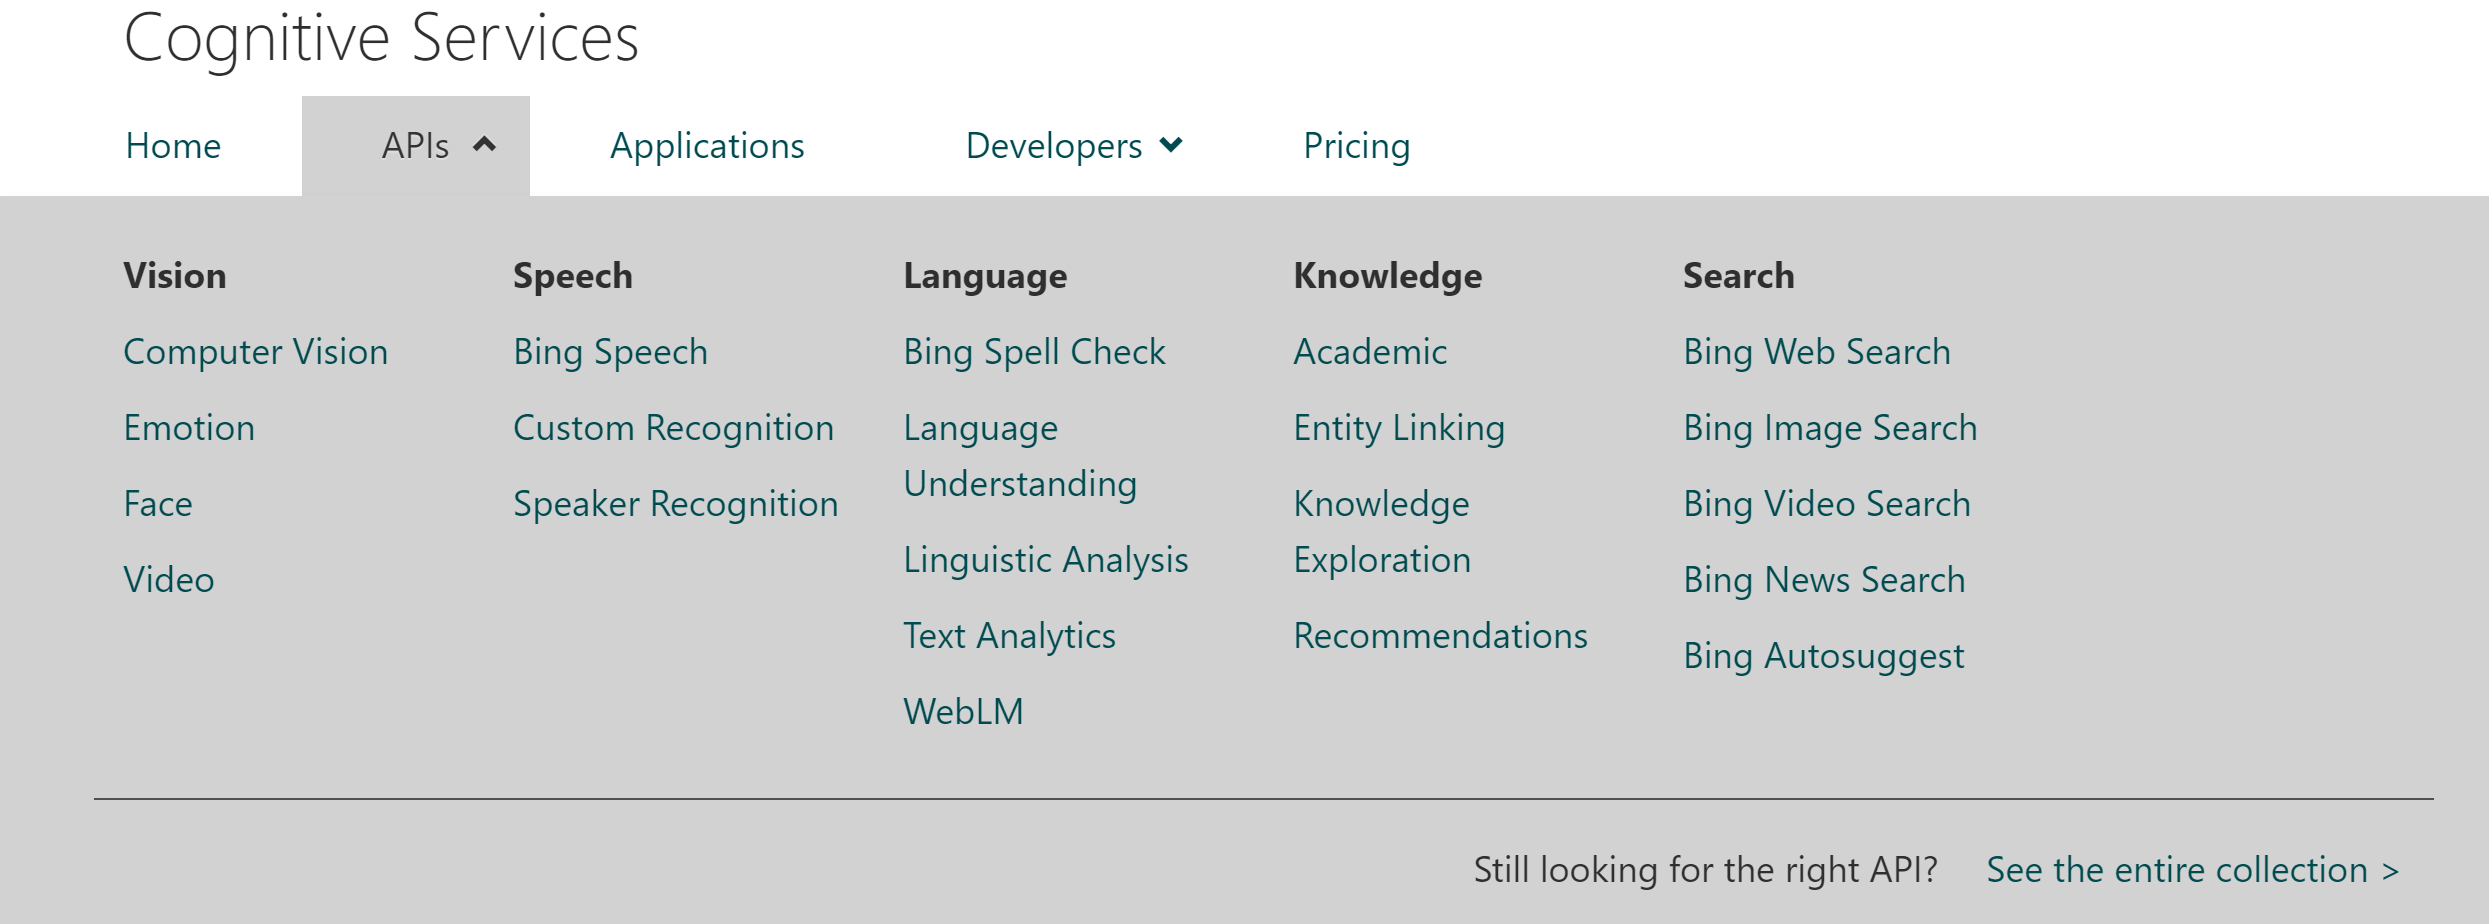 Cognitive Services
Home
APIs
Applications
Developers
Pricing
Vision
Computer Vision
Emotion
Face
Video
Speech
Bing Speech
Custom Recognition
Speaker Recognition
Language
Bing Spell Check
Language
Understanding
Linguistic Analysis
Text Analytics
WebLM
Knowledge
Academic
Entity Linking
Knowledge
Exploration
Recommendations
Search
Bing Web Search
Bing Image Search
Bing Video Search
Bing News Search
Bing Autosuggest
Still looking for the right API? See the entire collection >